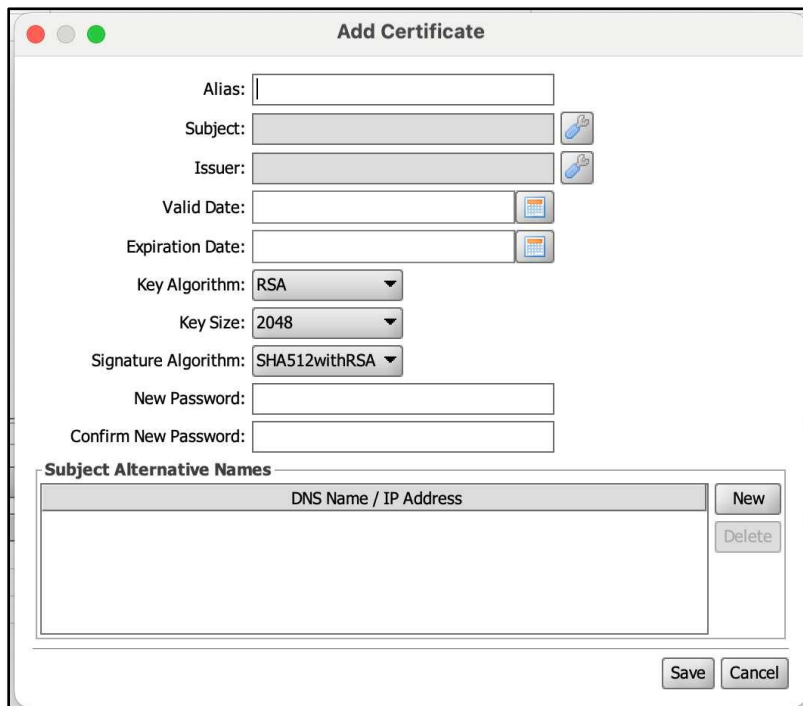 Add Certificate
Alias:
Subject:
Issuer:
Valid Date:
Expiration Date:
Key Algorithm: RSA
Key Size: 2048
Signature Algorithm: SHA512withRSA
New Password:
Confirm New Password:
Subject Alternative Names
DNS Name / IP Address
New
Delete
Save Cancel